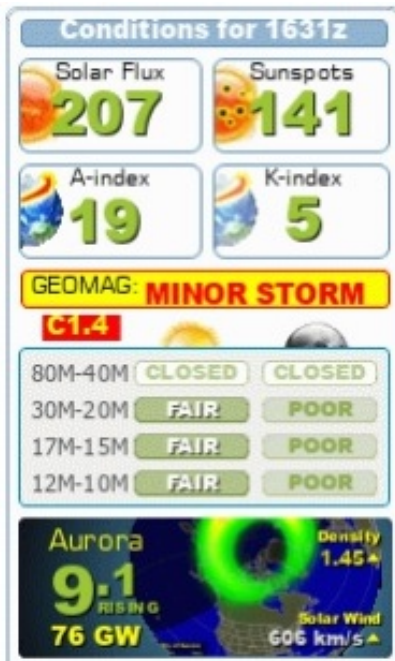 Conditions for 1631z
Solar Flux
207
Sunspots
141
A-index
19
K-index
5
GEOMAG: MINOR STORM
C1.4
80M-40M CLOSED CLOSED
30M-20M FAIR POOR
17M-15M FAIR POOR
12M-10M FAIR POOR
Aurora
9.1
RISING
76 GW
Density
1.45
Solar Wind
606 km/s